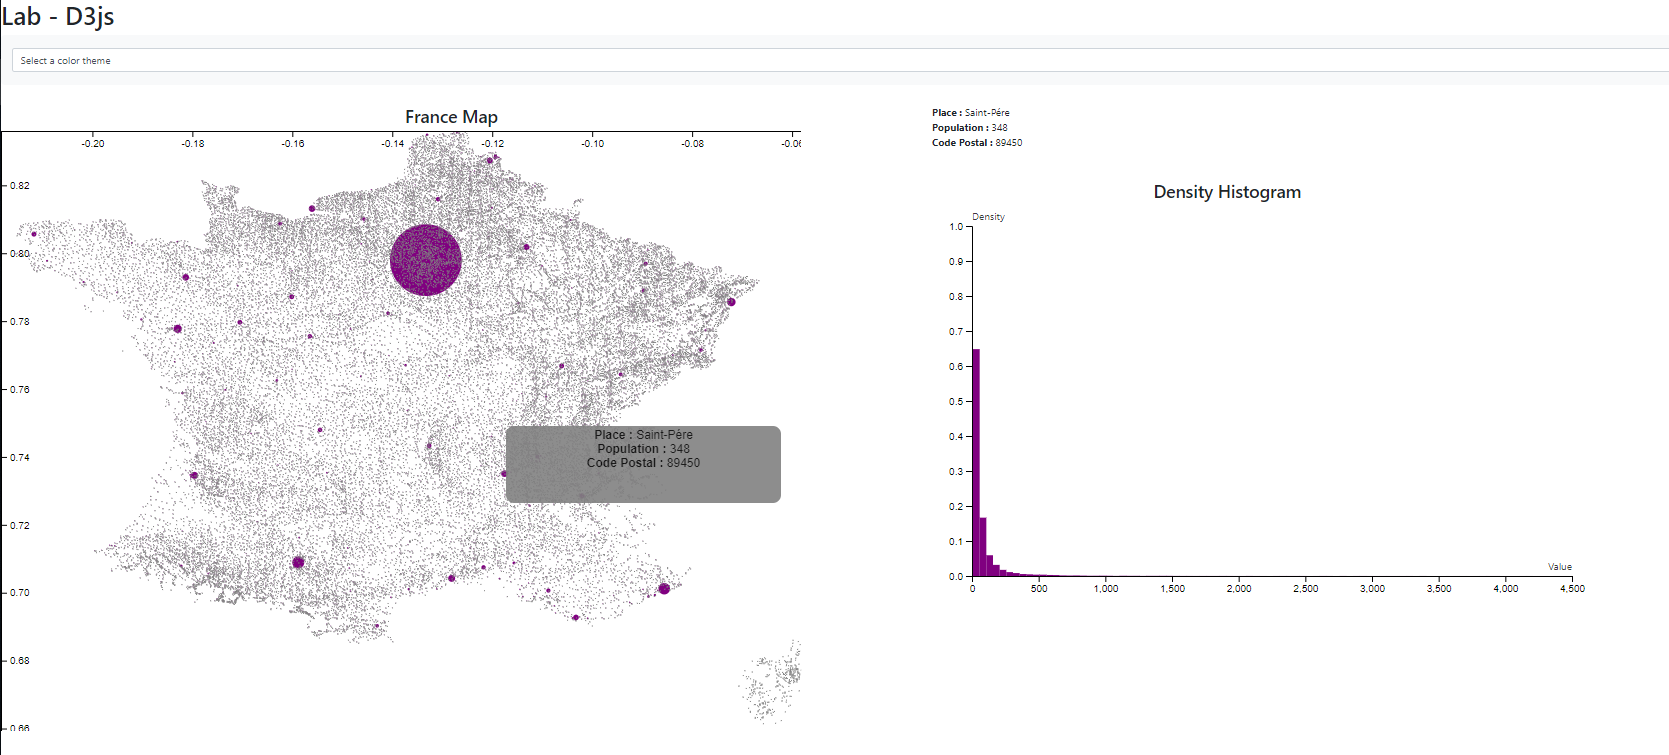 Lab - D3js
Select a color theme
France Map
-0.20 -0.18 -0.16 -0.14 -0.12 -0.10 -0.08 -0.06
0.82
0.80
0.78
0.76
0.74
0.72
0.70
0.68
0.66
Place : Saint-Pére
Population : 348
Code Postal : 89450
Place : Saint-Pére
Population : 348
Code Postal : 89450
Density Histogram
Density
1.0
0.9
0.8
0.7
0.6
0.5
0.4
0.3
0.2
0.1
0.0
Value
0 500 1,000 1,500 2,000 2,500 3,000 3,500 4,000 4,500